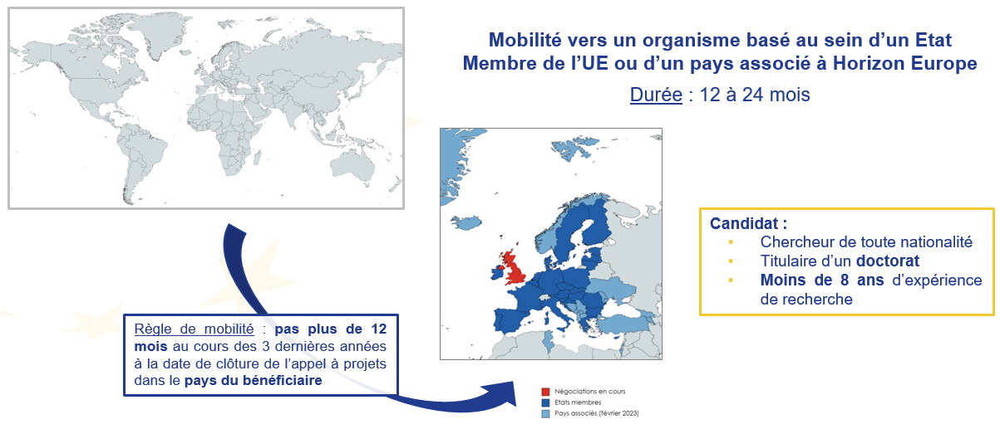 Mobilité vers un organisme basé au sein d’un Etat
Membre de l’UE ou d’un pays associé à Horizon Europe
Durée : 12 à 24 mois
Candidat :
• Chercheur de toute nationalité
• Titulaire d’un doctorat
• Moins de 8 ans d’expérience
de recherche
Règle de mobilité : pas plus de 12
mois au cours des 3 dernières années
à la date de clôture de l’appel à projets
dans le pays du bénéficiaire
Négociations en cours
Etats membres
Pays associés (février 2023)